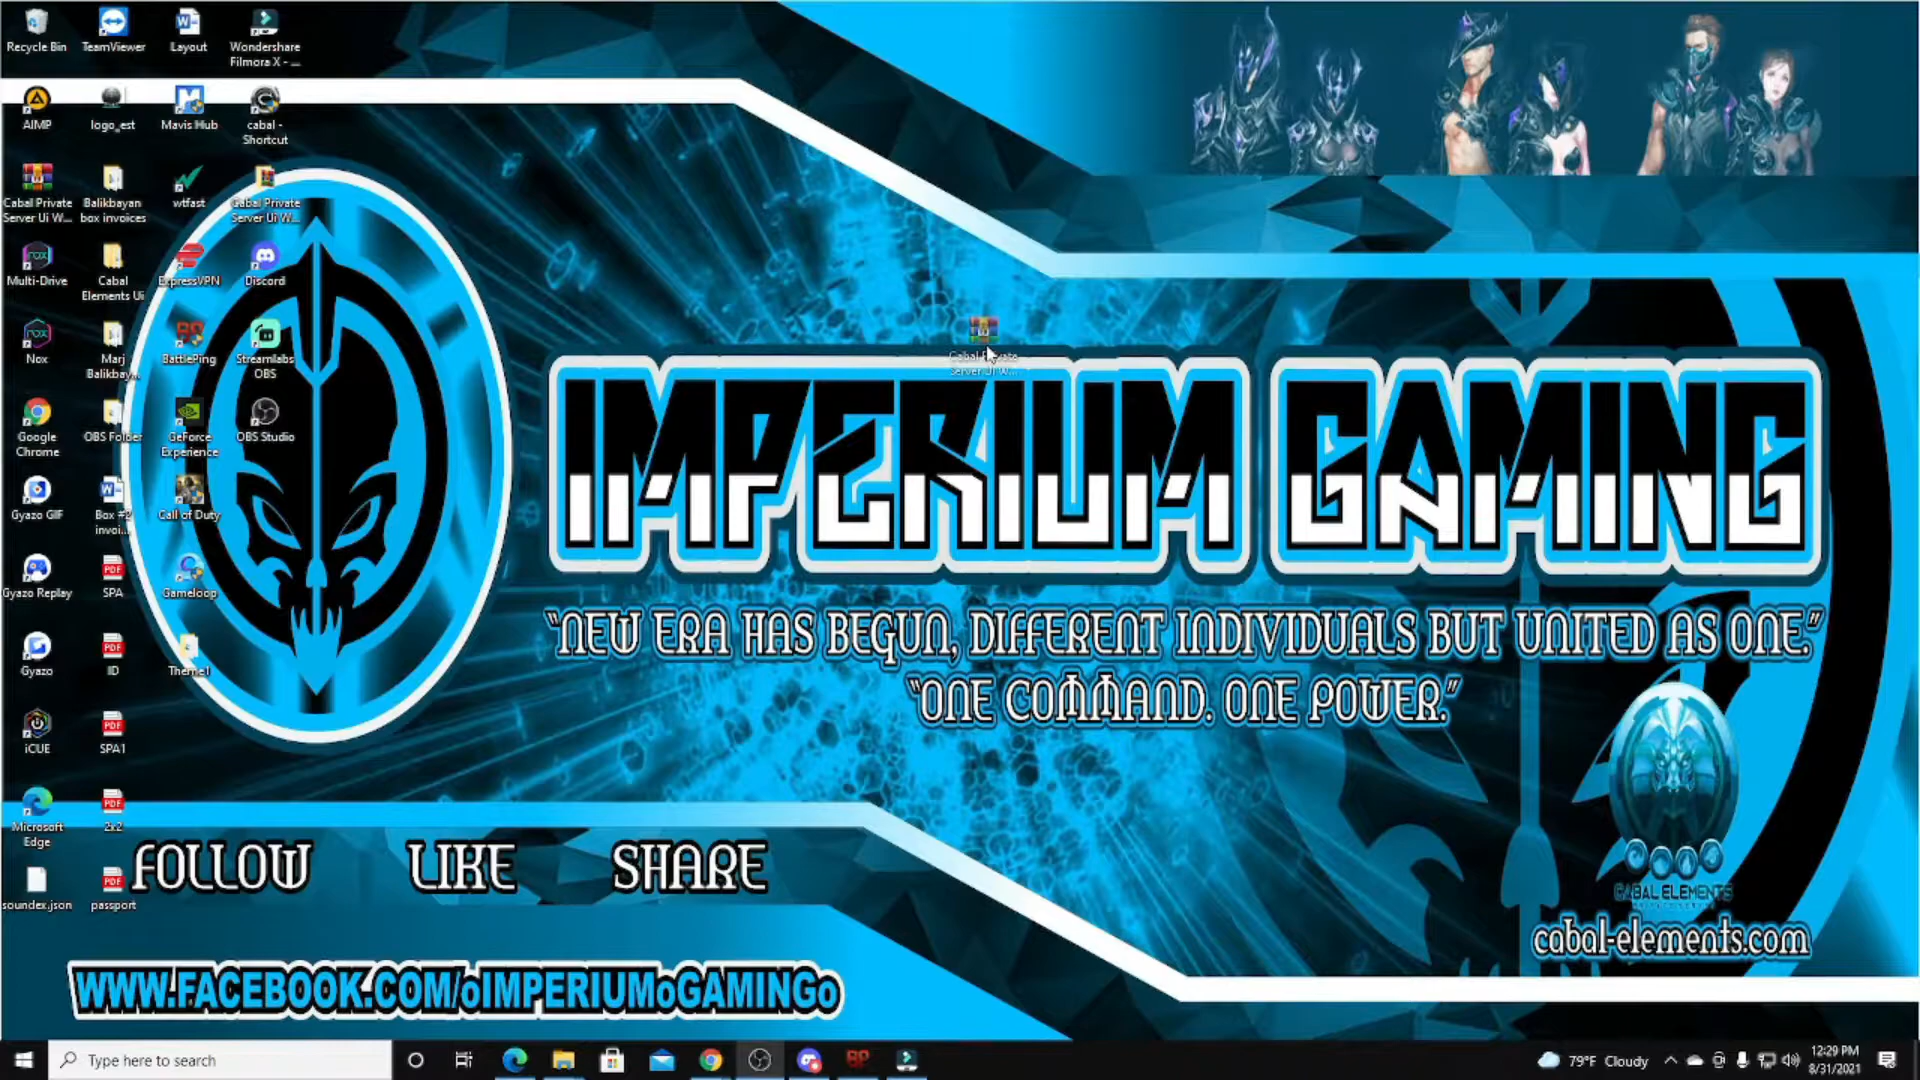 Recycle Bin
TeamViewer
Layout
Wondershare
Filmora X - ...
AIMP
logo_est
Mavis Hub
cabal -
Shortcut
Cabal Private
Server Ui W...
Balikbayan
box invoices
wtfast
Cabal Private
Server Ui W...
Multi-Drive
Cabal
Elements Ui
ExpressVPN
Discord
Nox
Marj
Balikbay...
BattlePing
Streamlabs
OBS
Google
Chrome
OBS Folder
GeForce
Experience
OBS Studio
Gyazo GIF
Box #2
invoi...
Call of Duty
Gyazo Replay
SPA
Gameloop
Gyazo
ID
Theme1
iCUE
SPA1
Microsoft
Edge
2x2
soundex.json
passport
Cabal Private
Server Ui W...
IMPERIUM GAMING
"NEW ERA HAS BEGUN, DIFFERENT INDIVIDUALS BUT UNITED AS ONE."
"ONE COMMAND. ONE POWER."
FOLLOW LIKE SHARE
CABAL ELEMENTS
cabal-elements.com
WWW.FACEBOOK.COM/oIMPERIUMoGAMINGo
Type here to search
79°F Cloudy
12:29 PM
8/31/2021